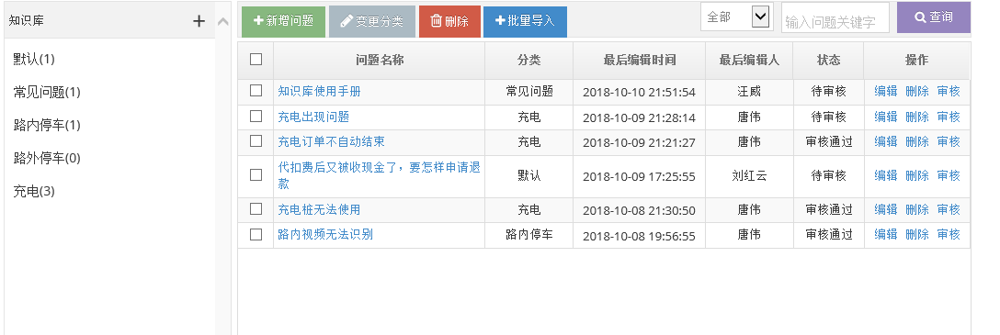 知识库
默认(1)
常见问题(1)
路内停车(1)
路外停车(0)
充电(3)
新增问题 变更分类 删除 批量导入 全部 输入问题关键字 查询
问题名称 分类 最后编辑时间 最后编辑人 状态 操作
知识库使用手册 常见问题 2018-10-10 21:51:54 汪威 待审核 编辑 删除 审核
充电出现问题 充电 2018-10-09 21:28:14 唐伟 待审核 编辑 删除 审核
充电订单不自动结束 充电 2018-10-09 21:21:27 唐伟 审核通过 编辑 删除 审核
代扣费后又被收现金了，要怎样申请退
款 默认 2018-10-09 17:25:55 刘红云 待审核 编辑 删除 审核
充电桩无法使用 充电 2018-10-08 21:30:50 唐伟 审核通过 编辑 删除 审核
路内视频无法识别 路内停车 2018-10-08 19:56:55 唐伟 审核通过 编辑 删除 审核